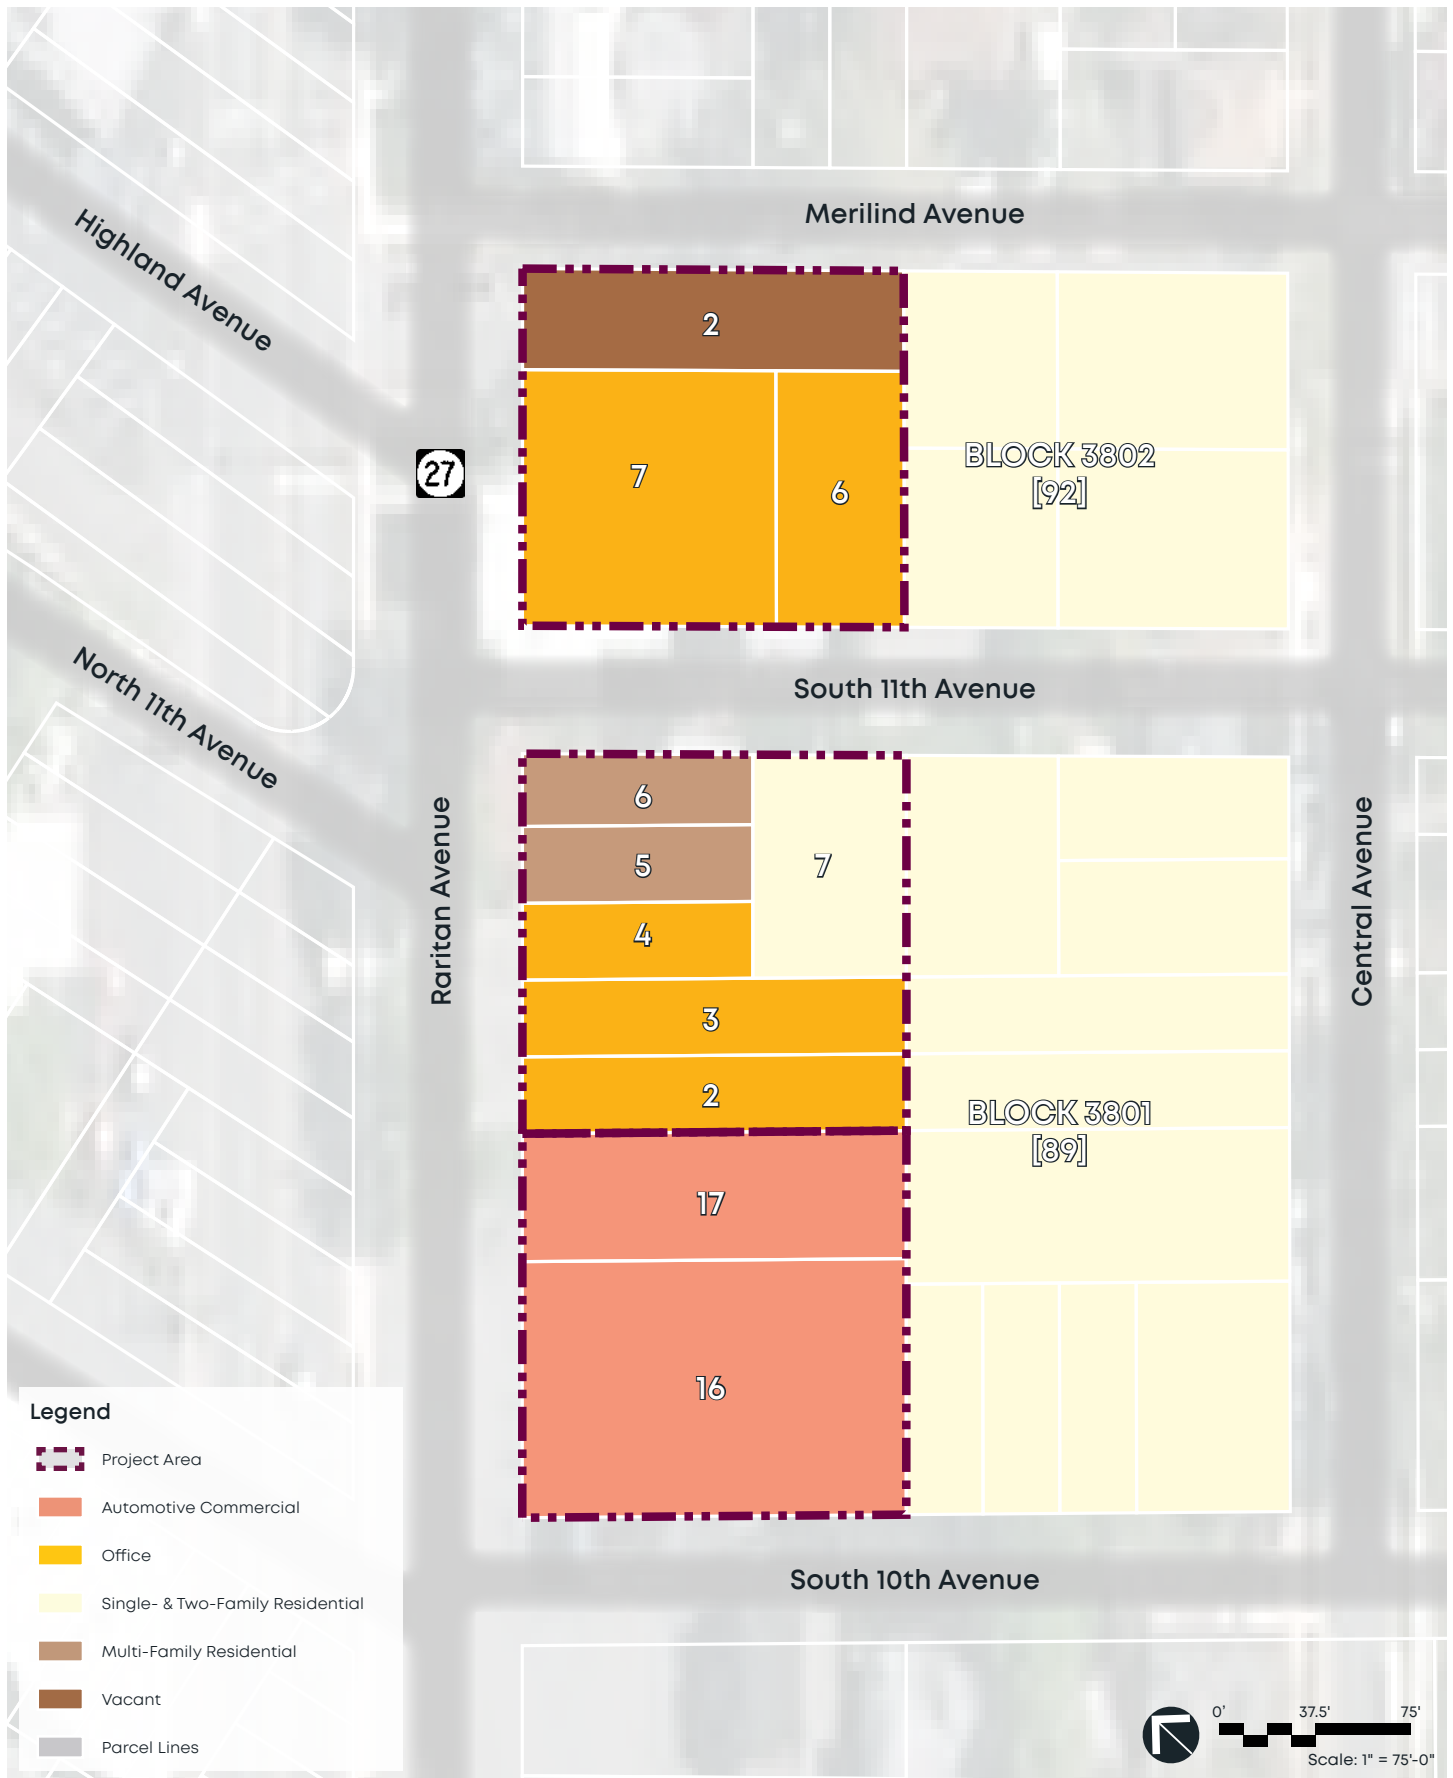 Merilind Avenue
Highland Avenue
2
27
7
6
BLOCK 3802
[92]
North 11th Avenue
South 11th Avenue
6
5
7
4
Raritan Avenue
Central Avenue
3
2
BLOCK 3801
[89]
17
16
Legend
Project Area
Automotive Commercial
Office
Single- & Two-Family Residential
Multi-Family Residential
Vacant
Parcel Lines
South 10th Avenue
0' 37.5' 75'
Scale: 1" = 75'-0"